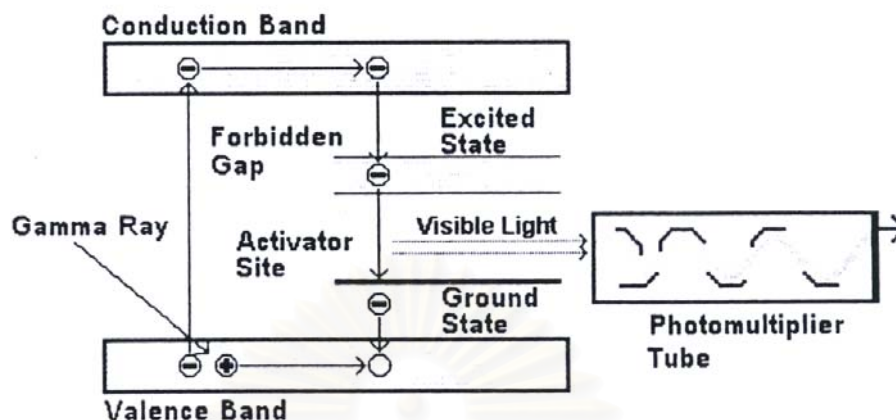 Conduction Band
Excited
State
Forbidden
Gap
Gamma Ray
Visible Light
Activator
Site
Ground
State
Photomultiplier
Tube
Valence Band